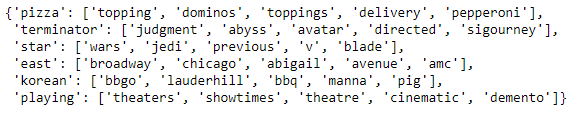 {'pizza': ['topping', 'dominos', 'toppings', 'delivery', 'pepperoni'],
 'terminator': ['judgment', 'abyss', 'avatar', 'directed', 'sigourney'],
 'star': ['wars', 'jedi', 'previous', 'v', 'blade'],
 'east': ['broadway', 'chicago', 'abigail', 'avenue', 'amc'],
 'korean': ['bbgo', 'lauderhill', 'bbq', 'manna', 'pig'],
 'playing': ['theaters', 'showtimes', 'theatre', 'cinematic', 'demento']}